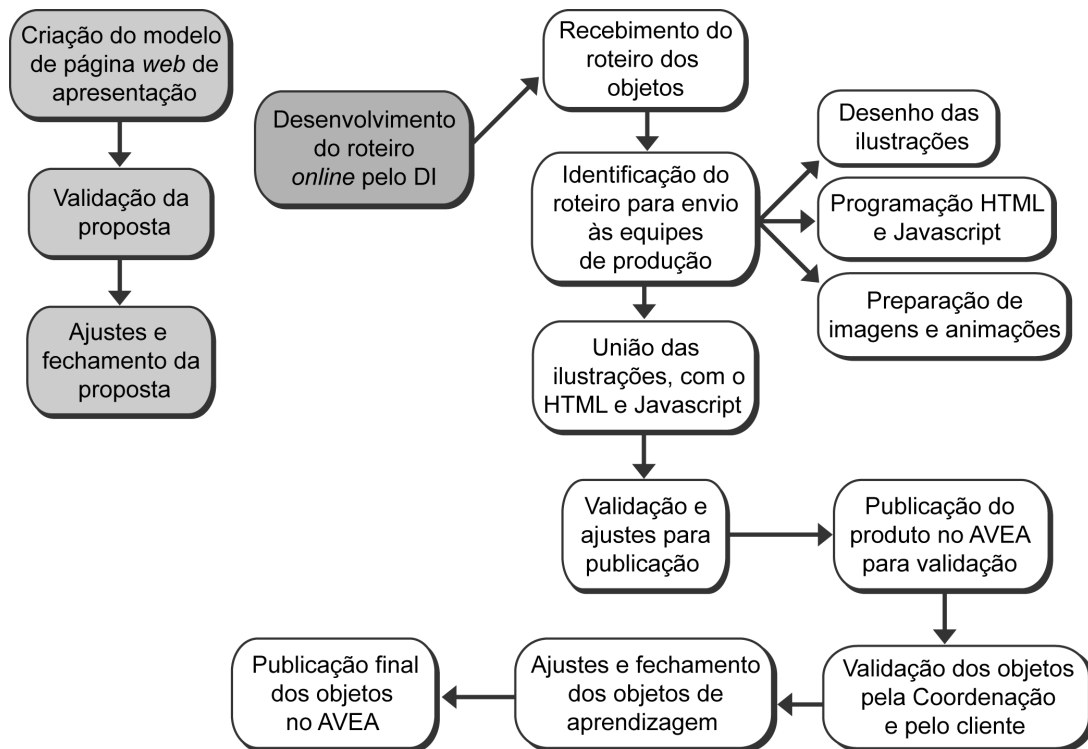 Criação do modelo
de página web de
apresentação
Validação da
proposta
Ajustes e
fechamento da
proposta
Desenvolvimento
do roteiro
online pelo DI
Recebimento do
roteiro dos
objetos
Identificação do
roteiro para envio
às equipes
de produção
Desenho das
ilustrações
Programação HTML
e Javascript
Preparação de
imagens e animações
União das
ilustrações, com o
HTML e Javascript
Validação e
ajustes para
publicação
Publicação do
produto no AVEA
para validação
Validação dos objetos
pela Coordenação
e pelo cliente
Ajustes e fechamento
dos objetos de
aprendizagem
Publicação final
dos objetos
no AVEA